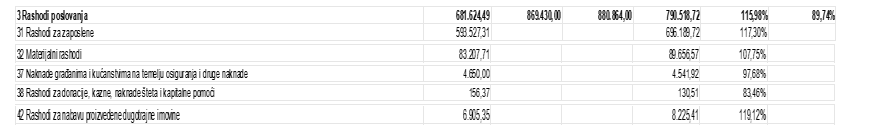 3 Rashodi poslovanja 681.624,49 869.430,00 880.864,00 790.518,72 115,98% 89,74%
31 Rashodi za zaposlene 593.527,31 696.189,72 117,30%
32 Materijalni rashodi 83.207,71 89.656,57 107,75%
37 Naknade građanima i kućanstvima na temelju osiguranja i druge naknade 4.650,00 4.541,92 97,68%
38 Rashodi za donacije, kazne, naknade šteta i kapitalne pomoći 156,37 130,51 83,46%
42 Rashodi za nabavu proizvedene dugotrajne imovine 6.905,35 8.225,41 119,12%